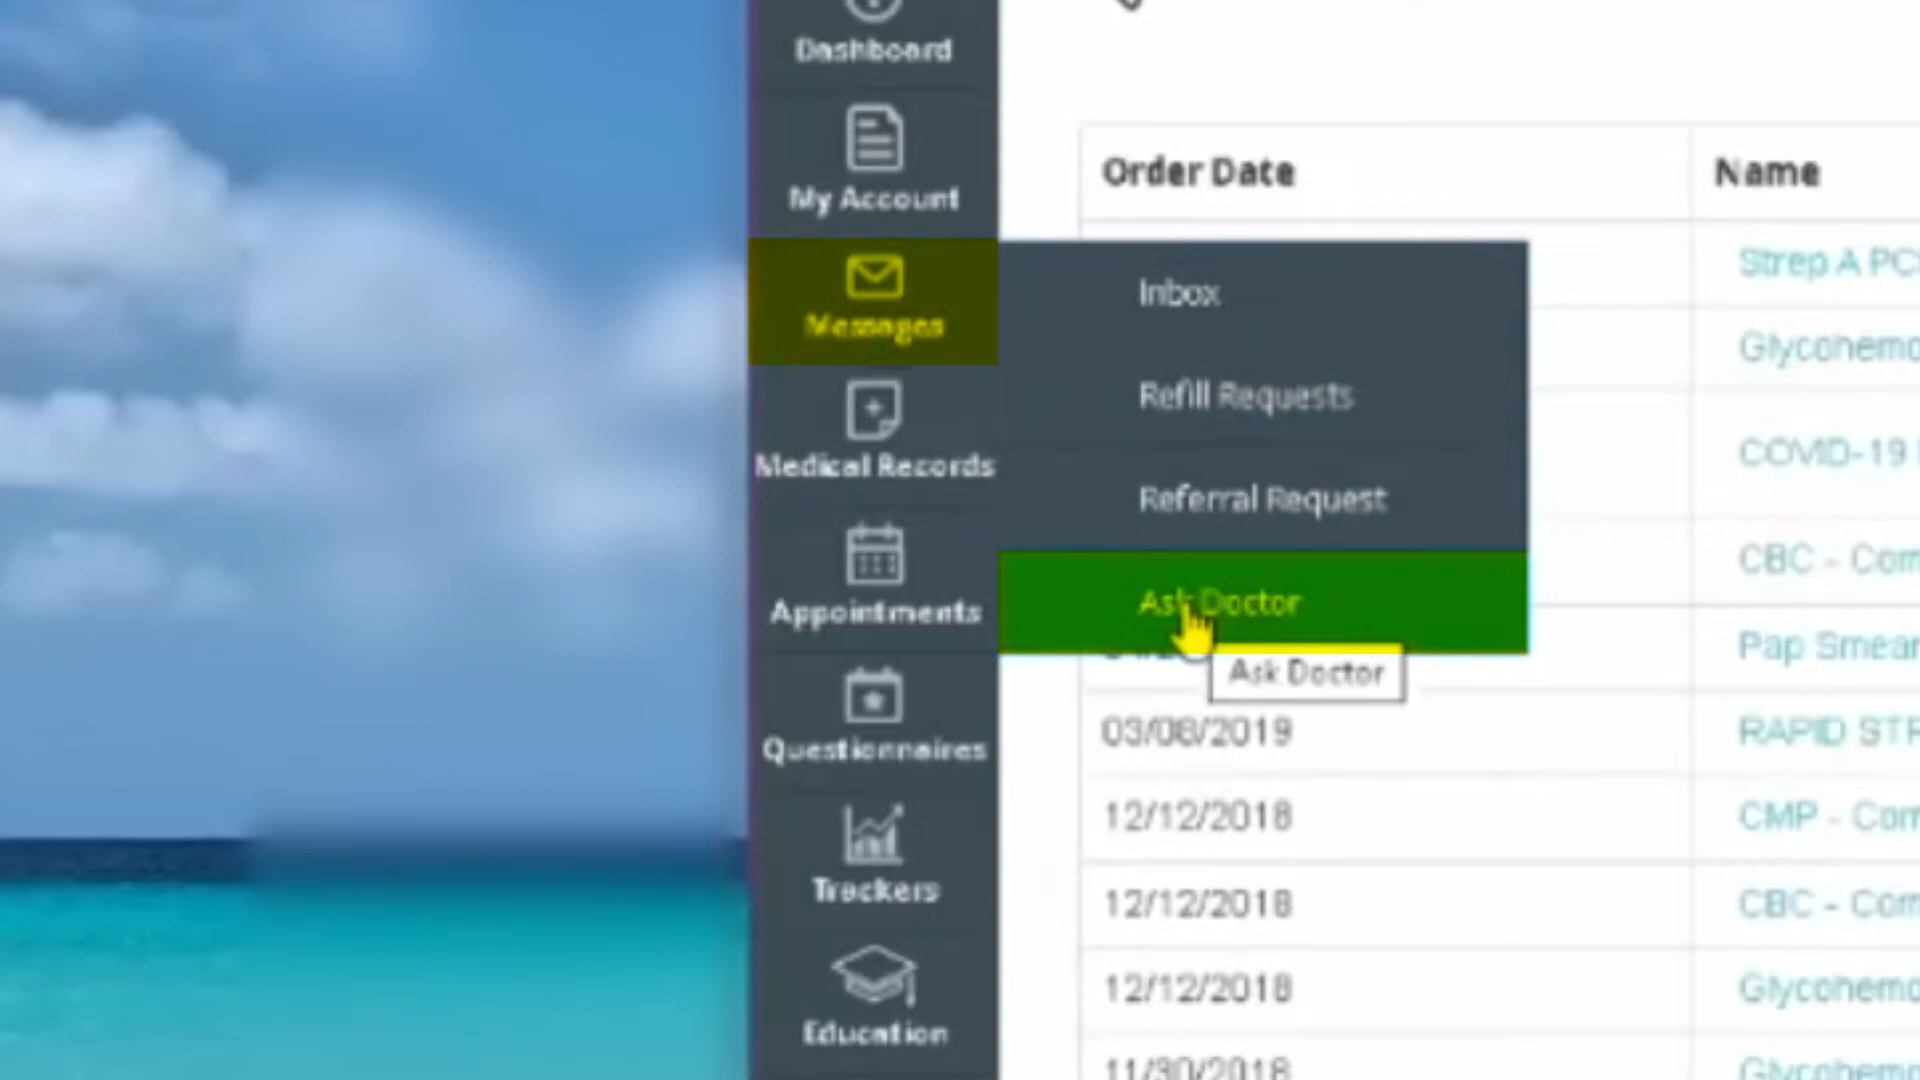 Dashboard
My Account
Messages
Medical Records
Appointments
Questionnaires
Trackers
Education
Inbox
Refill Requests
Referral Request
Ask Doctor
Ask Doctor
Order Date Name
Strep A PC
Glycohemo
COVID-19
CBC - Com
Pap Smear
03/08/2019 RAPID STR
12/12/2018 CMP - Com
12/12/2018 CBC - Com
12/12/2018 Glycohemo
11/30/2018 Glycohemo